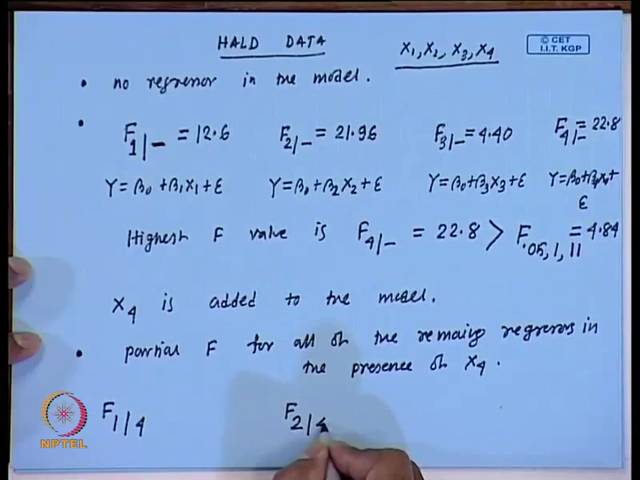 HALD DATA
X1, X2, X3, X4
© CET
I.I.T. KGP
• no regressor in the model.
• F1|- = 12.6 F2|- = 21.96 F3|- = 4.40 F4|- = 22.8
Y = β0 + β1X1 + ε Y = β0 + β2X2 + ε Y = β0 + β3X3 + ε Y = β0 + β4X4 +
ε
Highest F value is F4|- = 22.8 > F.05, 1, 11 = 4.84
X4 is added to the model.
• partial F for all of the remaing regressors in
the presence of X4.
F1|4 F2|4
NPTEL